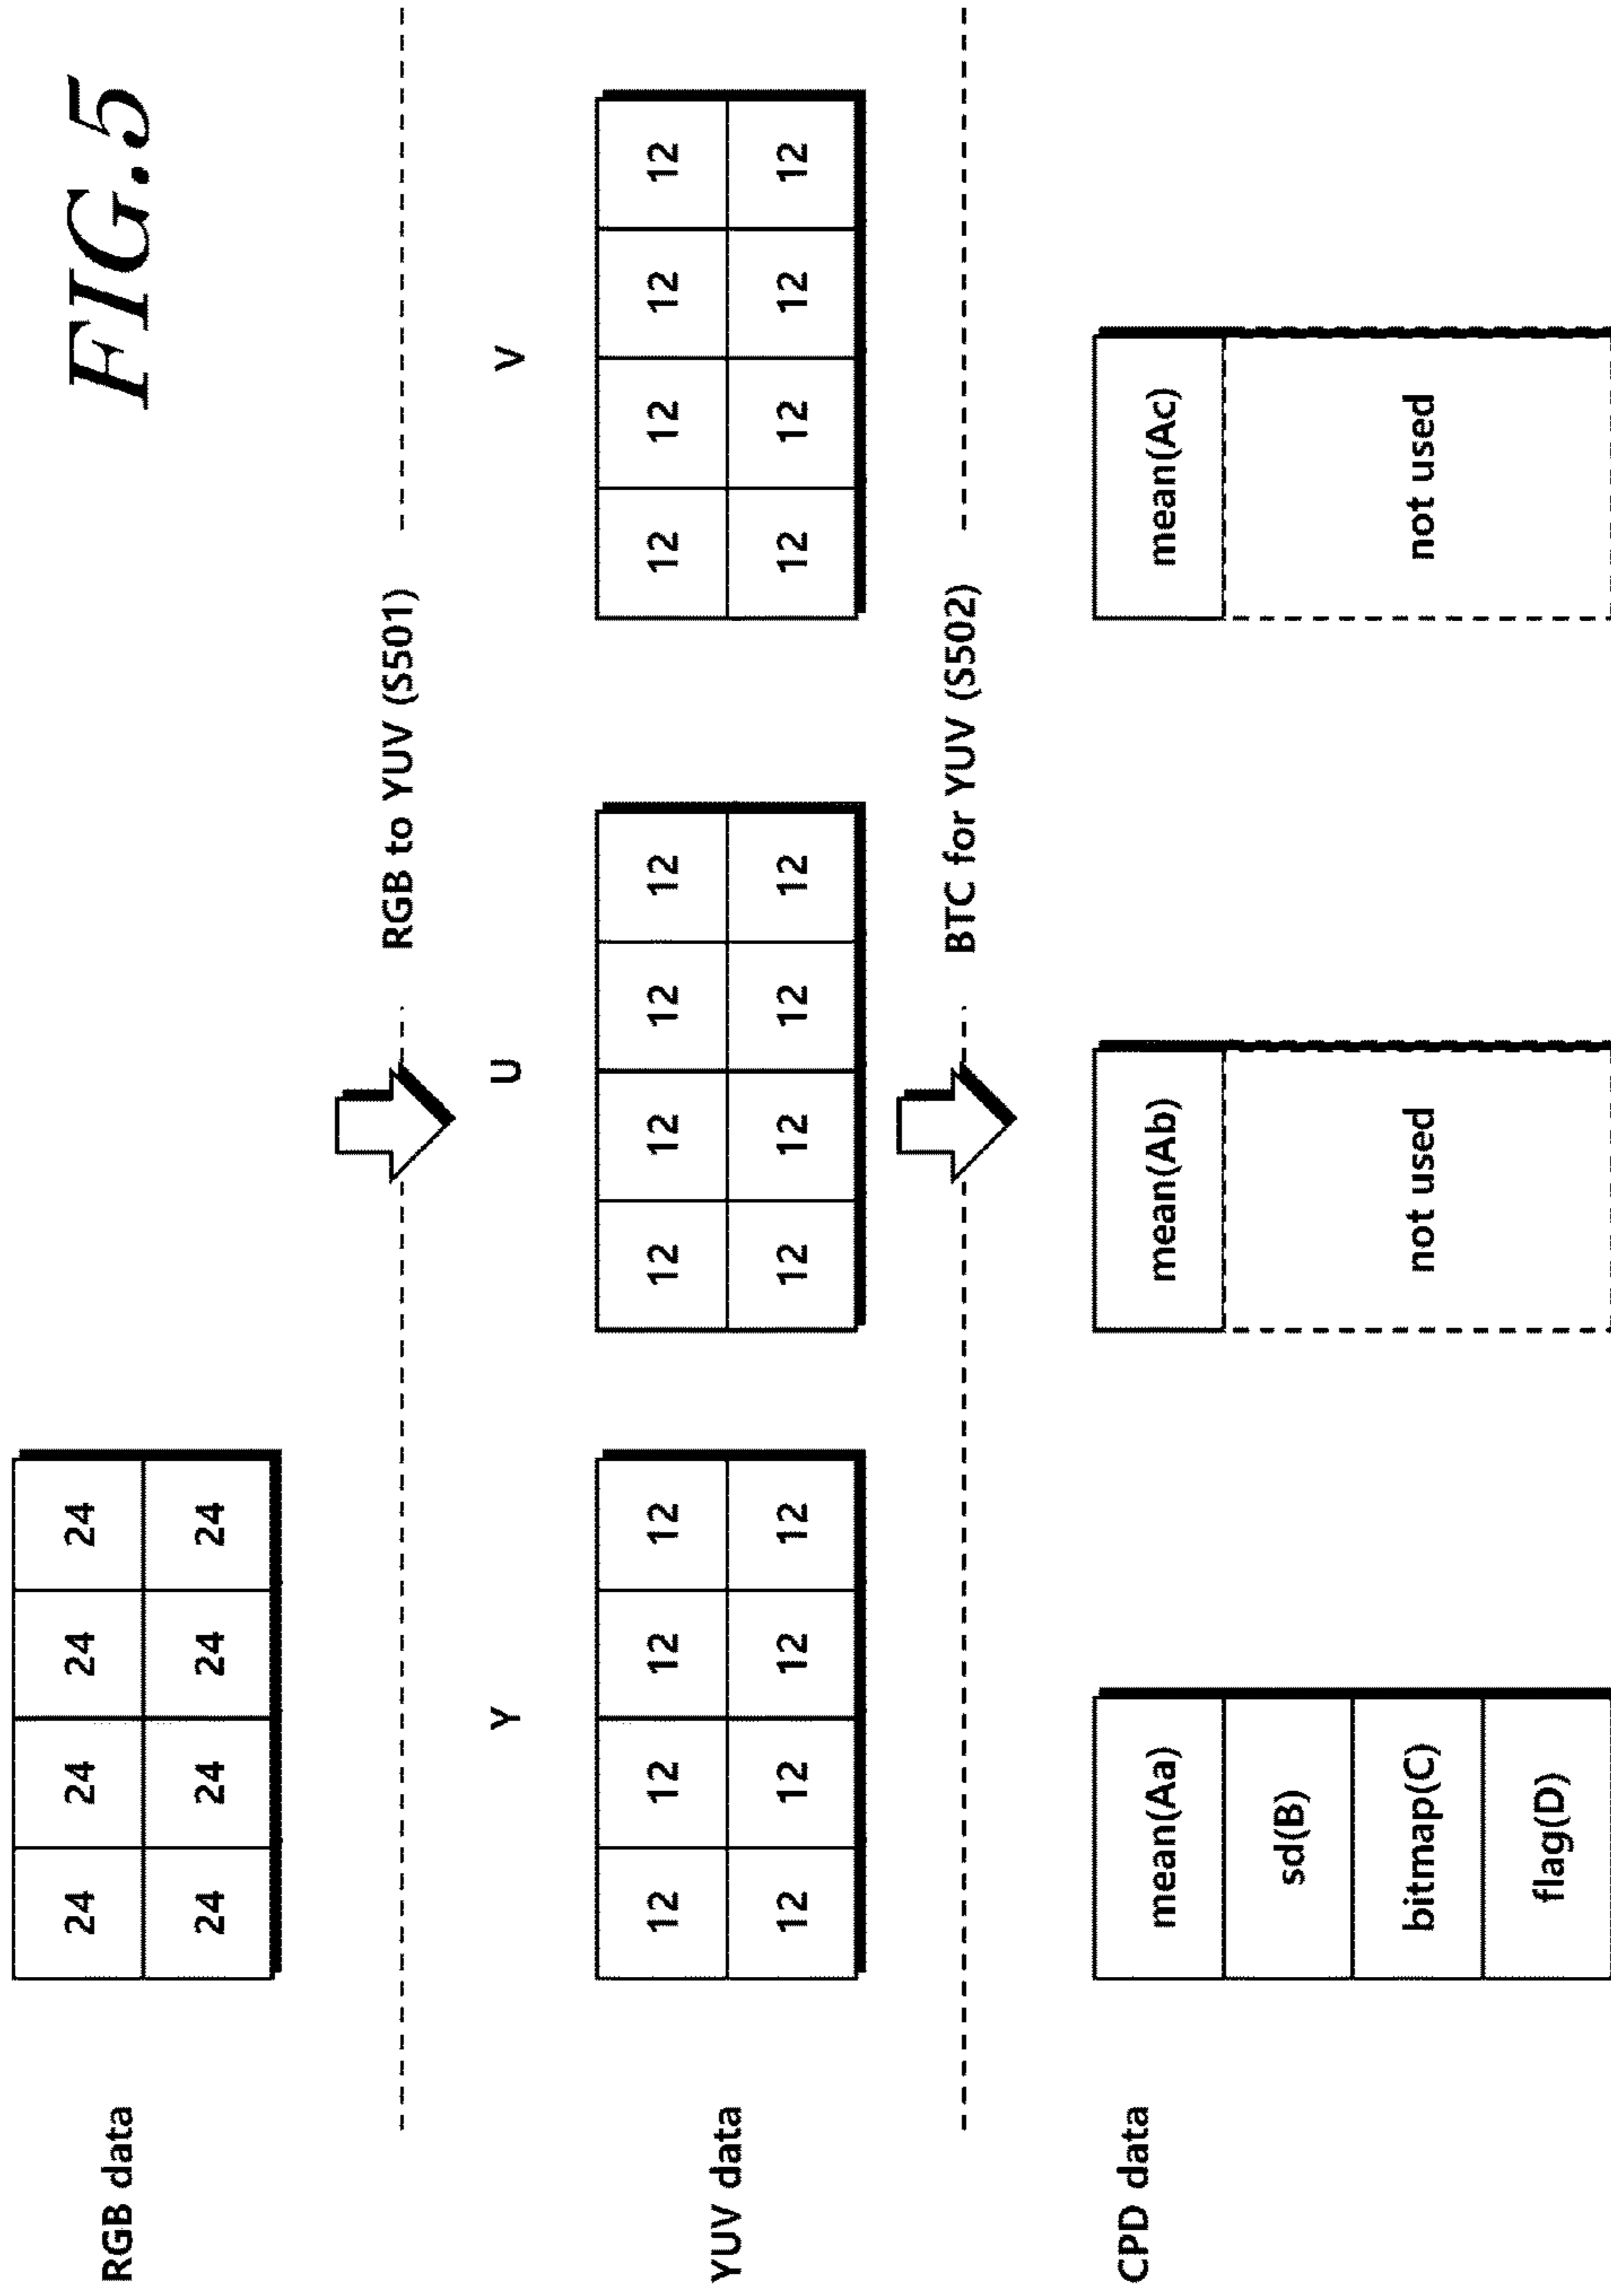 FIG.5
RGB data
24 24 24 24
24 24 24 24
RGB to YUV (S501)
Y U V
YUV data
12 12 12 12 12 12 12 12 12 12 12 12
12 12 12 12 12 12 12 12 12 12 12 12
BTC for YUV (S502)
CPD data
mean(Aa) mean(Ab) mean(Ac)
sd(B)
bitmap(C) not used not used
flag(D)